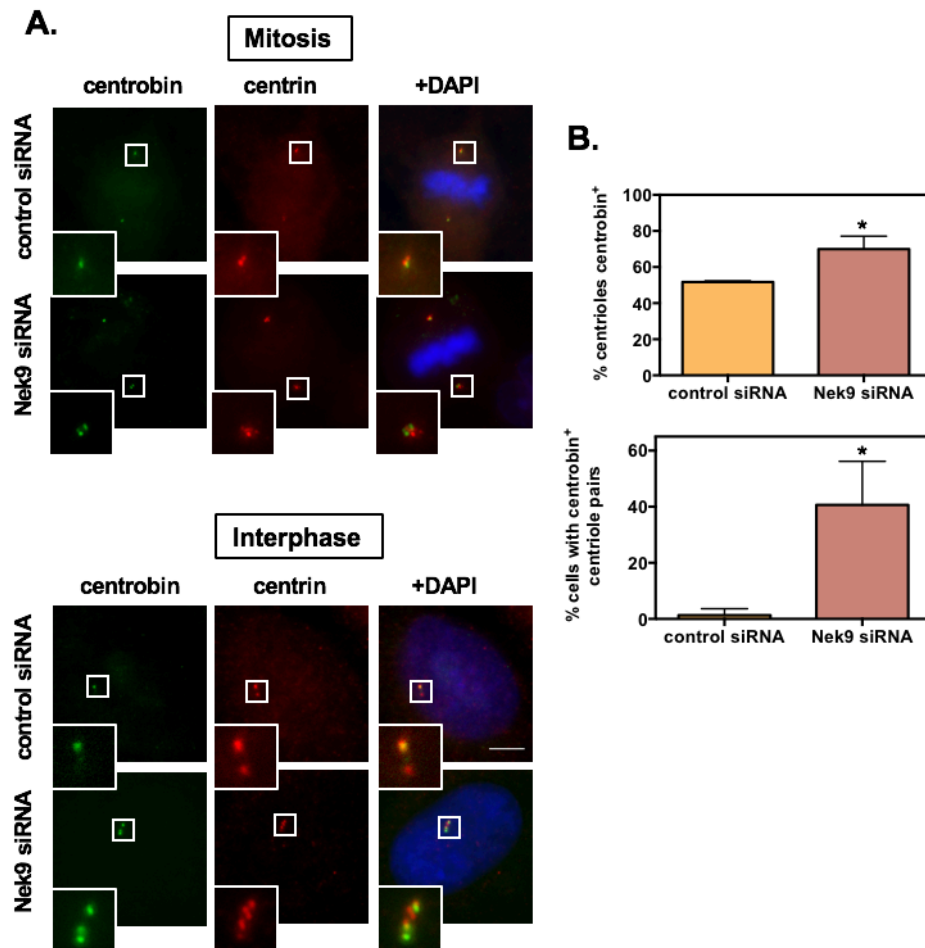 A.
Mitosis
centrobin centrin +DAPI
control siRNA
Nek9 siRNA
Interphase
centrobin centrin +DAPI
control siRNA
Nek9 siRNA
B.
% centrioles centrobin⁺
100
80
60
40
20
0
*
control siRNA Nek9 siRNA
% cells with centrobin⁺
centriole pairs
60
40
20
0
*
control siRNA Nek9 siRNA